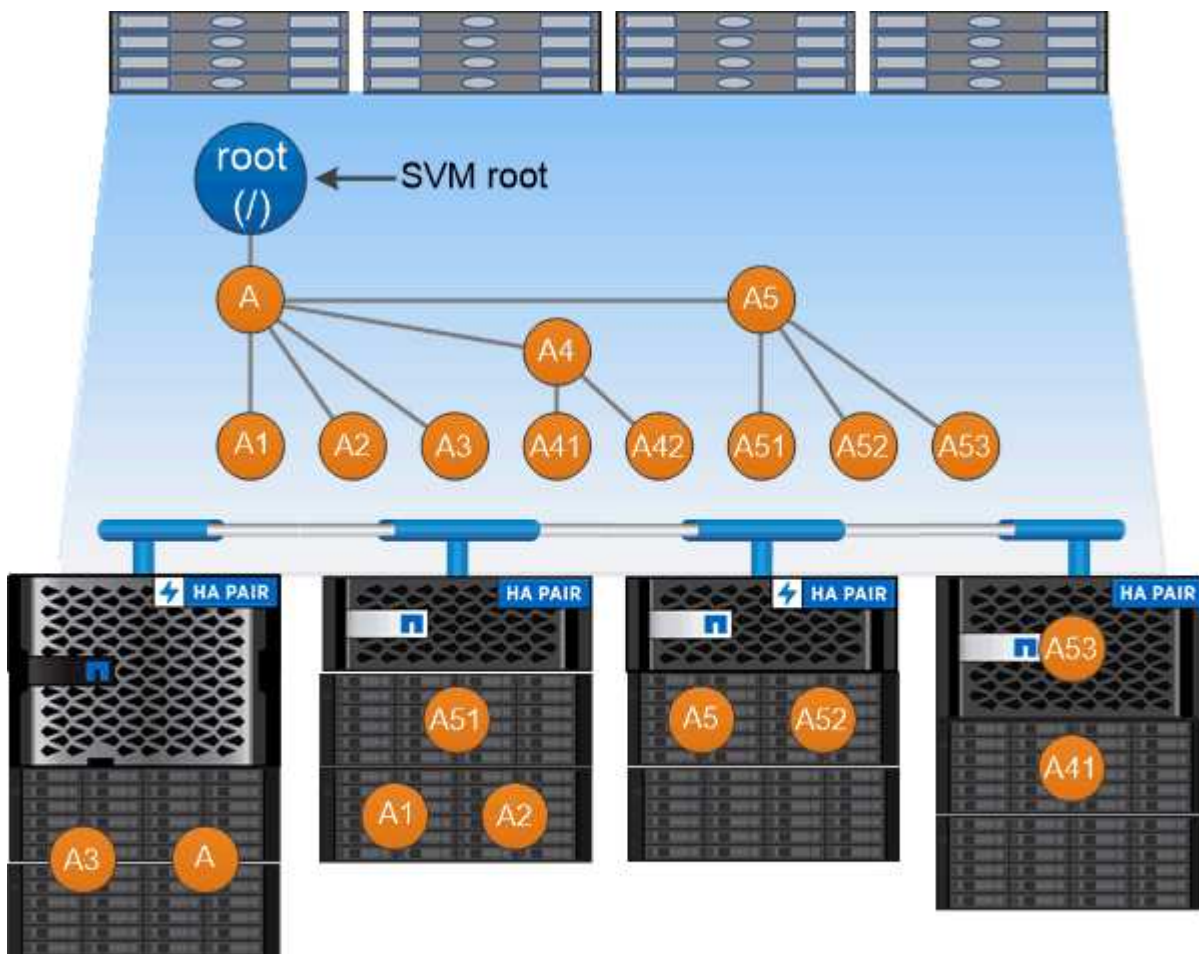 root
(/)
SVM root
A
A5
A4
A1
A2
A3
A41
A42
A51
A52
A53
HA PAIR
HA PAIR
HA PAIR
HA PAIR
A53
A51
A5
A52
A41
A1
A2
A3
A